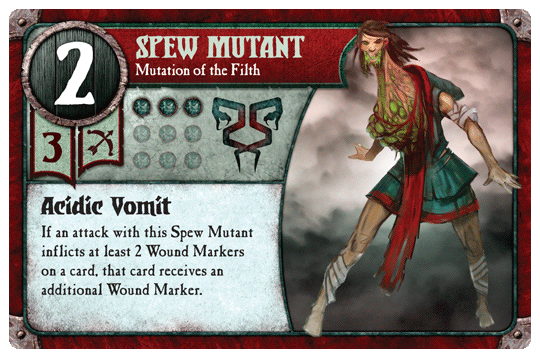 2
SPEW MUTANT
Mutation of the Filth
3
Acidic Vomit
If an attack with this Spew Mutant
inflicts at least 2 Wound Markers
on a card, that card receives an
additional Wound Marker.